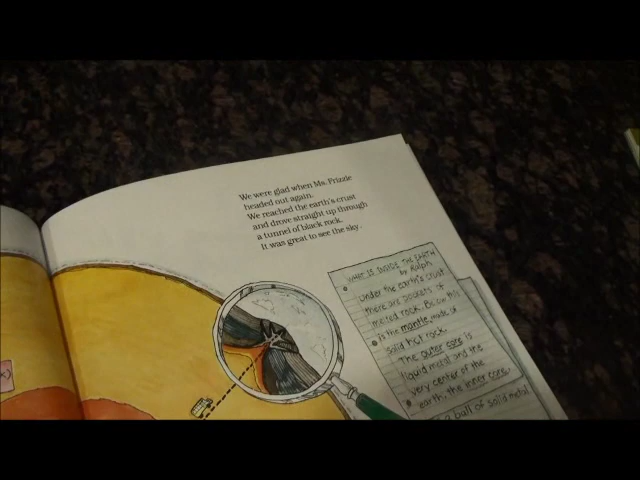 We were glad when Ms. Frizzle
headed out again.
We reached the earth's crust
and drove straight up through
a tunnel of black rock.
It was great to see the sky.
WHAT IS INSIDE THE EARTH
by Ralph
Under the earth's crust
there are pockets of
melted rock. Below this
is the mantle, made of
solid hot rock.
The outer core is
liquid metal and the
very center of the
earth, the inner core,
a ball of solid metal